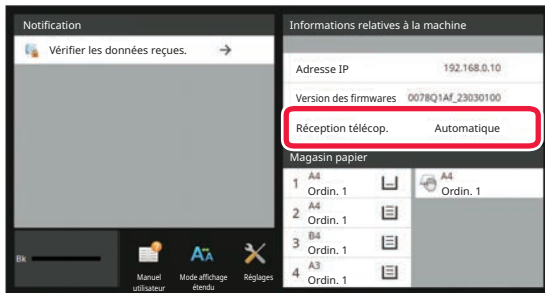 Notification
Vérifier les données reçues.
Informations relatives à la machine
Adresse IP 192.168.0.10
Version des firmwares 0078Q1Af_23030100
Réception télécop. Automatique
Magasin papier
1 A4
Ordin. 1
A4
Ordin. 1
2 A4
Ordin. 1
3 B4
Ordin. 1
4 A3
Ordin. 1
Bk
Manuel
utilisateur
AA
Mode affichage
étendu
Réglages